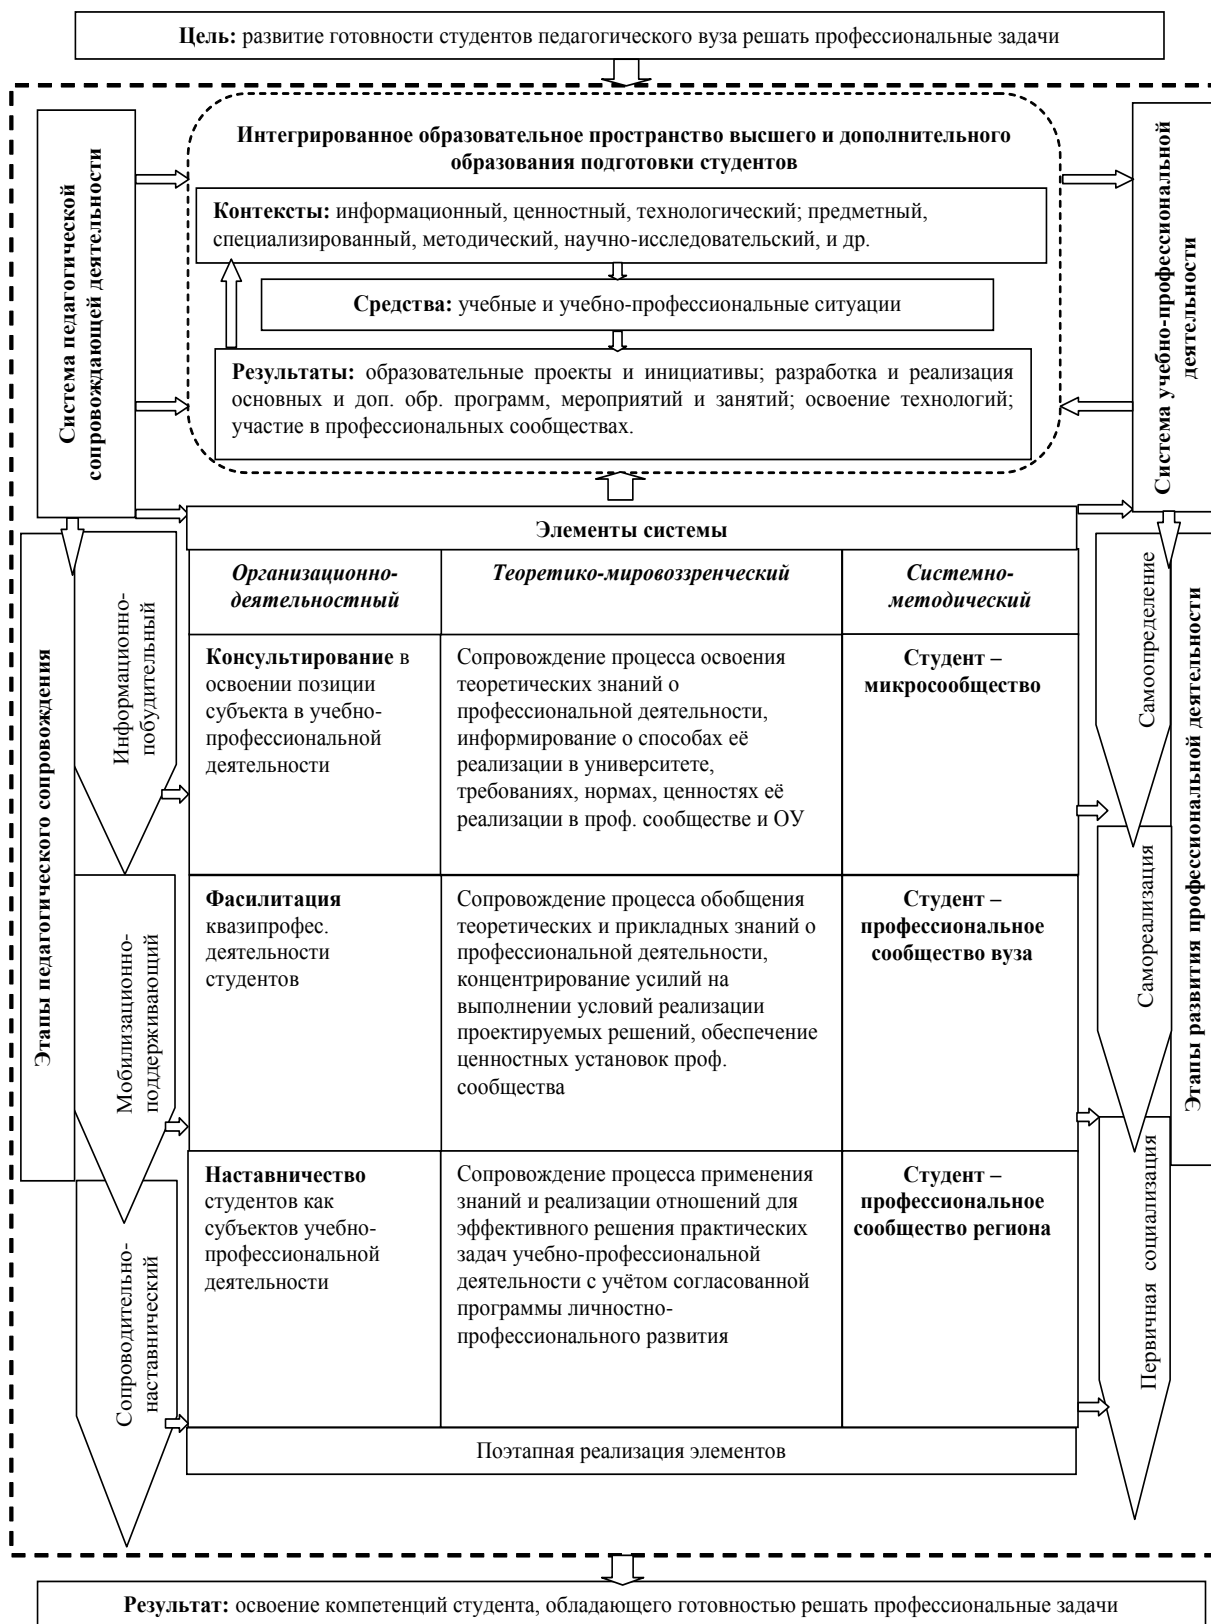 Цель: развитие готовности студентов педагогического вуза решать профессиональные задачи
Система педагогической
сопровождающей деятельности
Интегрированное образовательное пространство высшего и дополнительного
образования подготовки студентов
Контексты: информационный, ценностный, технологический; предметный,
специализированный, методический, научно-исследовательский, и др.
Средства: учебные и учебно-профессиональные ситуации
Результаты: образовательные проекты и инициативы; разработка и реализация
основных и доп. обр. программ, мероприятий и занятий; освоение технологий;
участие в профессиональных сообществах.
Система учебно-профессиональной
деятельности
Этапы педагогического сопровождения
Информационно-
побудительный
Мобилизационно-
поддерживающий
Сопроводительно-
наставнический
Элементы системы
Организационно-
деятельностный
Теоретико-мировоззренческий
Системно-
методический
Консультирование в
освоении позиции
субъекта в учебно-
профессиональной
деятельности
Сопровождение процесса освоения
теоретических знаний о
профессиональной деятельности,
информирование о способах её
реализации в университете,
требованиях, нормах, ценностях её
реализации в проф. сообществе и ОУ
Студент –
микросообщество
Фасилитация
квазипрофес.
деятельности
студентов
Сопровождение процесса обобщения
теоретических и прикладных знаний о
профессиональной деятельности,
концентрирование усилий на
выполнении условий реализации
проектируемых решений, обеспечение
ценностных установок проф.
сообщества
Студент –
профессиональное
сообщество вуза
Наставничество
студентов как
субъектов учебно-
профессиональной
деятельности
Сопровождение процесса применения
знаний и реализации отношений для
эффективного решения практических
задач учебно-профессиональной
деятельности с учётом согласованной
программы личностно-
профессионального развития
Студент –
профессиональное
сообщество региона
Поэтапная реализация элементов
Самоопределение
Самореализация
Первичная социализация
Этапы развития профессиональной деятельности
Результат: освоение компетенций студента, обладающего готовностью решать профессиональные задачи